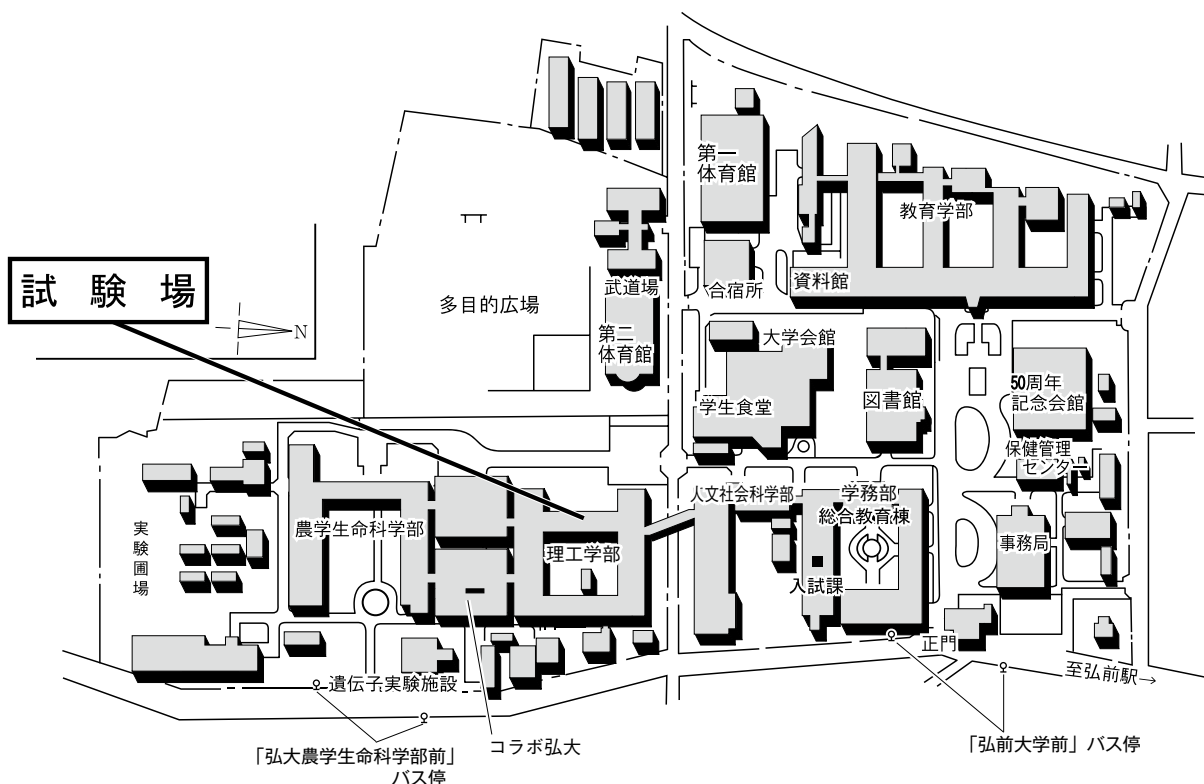 第一
体育館
教育学部
試験場
N
多目的広場
武道場
第二
体育館
合宿所
資料館
大学会館
学生食堂
図書館
50周年
記念会館
保健管理
センター
実験圃場
農学生命科学部
理工学部
人文社会科学部
学務部
総合教育棟
入試課
事務局
正門
至弘前駅→
遺伝子実験施設
「弘大農学生命科学部前」
バス停
コラボ弘大
「弘前大学前」バス停